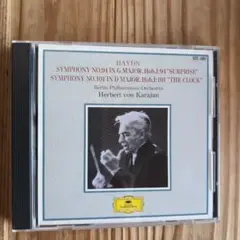 HAYDN
SYMPHONY NO.94 IN G MAJOR, Hob.I:94 "SURPRISE"
SYMPHONY NO.101 IN D MAJOR, Hob.I:101 "THE CLOCK"
Berlin Philharmonic Orchestra
Herbert von Karajan